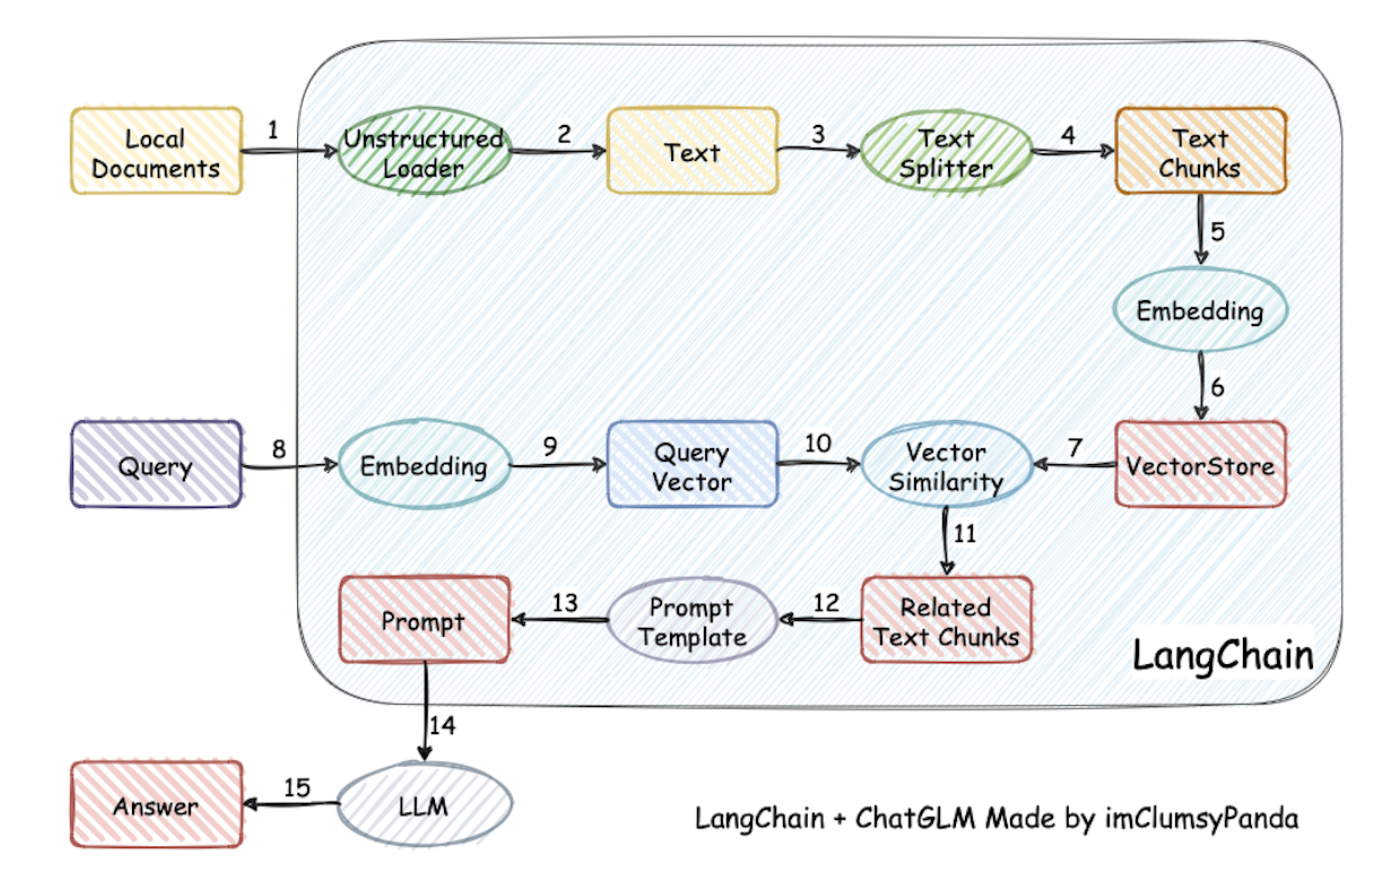 Local
Documents
1
Unstructured
Loader
2
Text
3
Text
Splitter
4
Text
Chunks
5
Embedding
6
Query
8
Embedding
9
Query
Vector
10
Vector
Similarity
7
VectorStore
11
Prompt
13
Prompt
Template
12
Related
Text Chunks
LangChain
14
Answer
15
LLM
LangChain + ChatGLM Made by imClumsyPanda